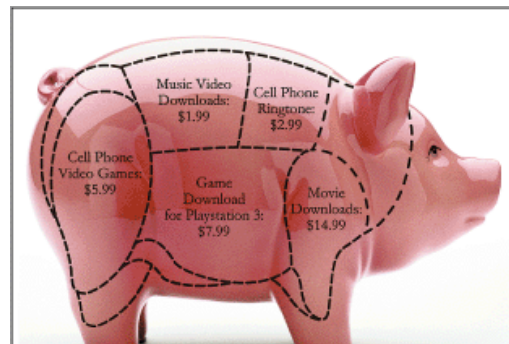 Music Video
Downloads:
$1.99
Cell Phone
Ringtone:
$2.99
Cell Phone
Video Games:
$5.99
Game
Download
for Playstation 3:
$7.99
Movie
Downloads:
$14.99